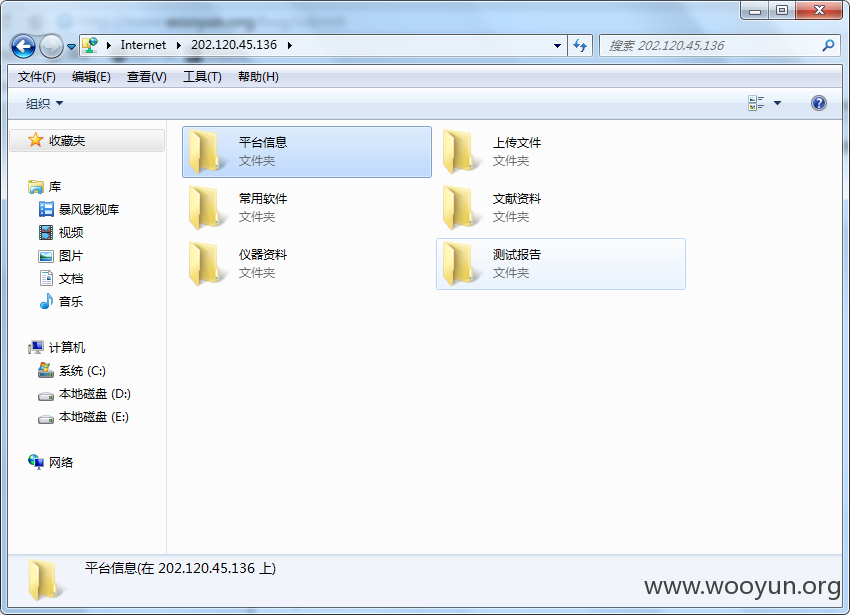 Internet 202.120.45.136
搜索 202.120.45.136
文件(F) 编辑(E) 查看(V) 工具(T) 帮助(H)
组织
收藏夹
库
暴风影视库
视频
图片
文档
音乐
计算机
系统 (C:)
本地磁盘 (D:)
本地磁盘 (E:)
网络
平台信息
文件夹
上传文件
文件夹
常用软件
文件夹
文献资料
文件夹
仪器资料
文件夹
测试报告
文件夹
平台信息(在 202.120.45.136 上)
www.wooyun.org